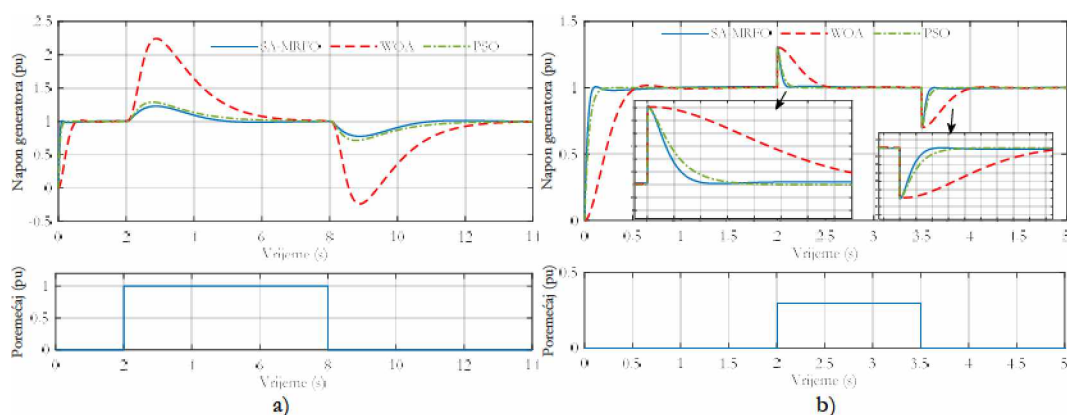 SA-MRFO WOA PSO
Napon generatora (pu)
2.5
2
1.5
1
0.5
0
-0.5
0 2 4 6 8 10 12 14
Vrijeme (s)
Poremećaj (pu)
1
0.5
0
0 2 4 6 8 10 12 14
Vrijeme (s)
a)
SA-MRFO WOA PSO
Napon generatora (pu)
1.5
1
0.5
0
0 0.5 1 1.5 2 2.5 3 3.5 4 4.5 5
Vrijeme (s)
Poremećaj (pu)
0.5
0
0 0.5 1 1.5 2 2.5 3 3.5 4 4.5 5
Vrijeme (s)
b)